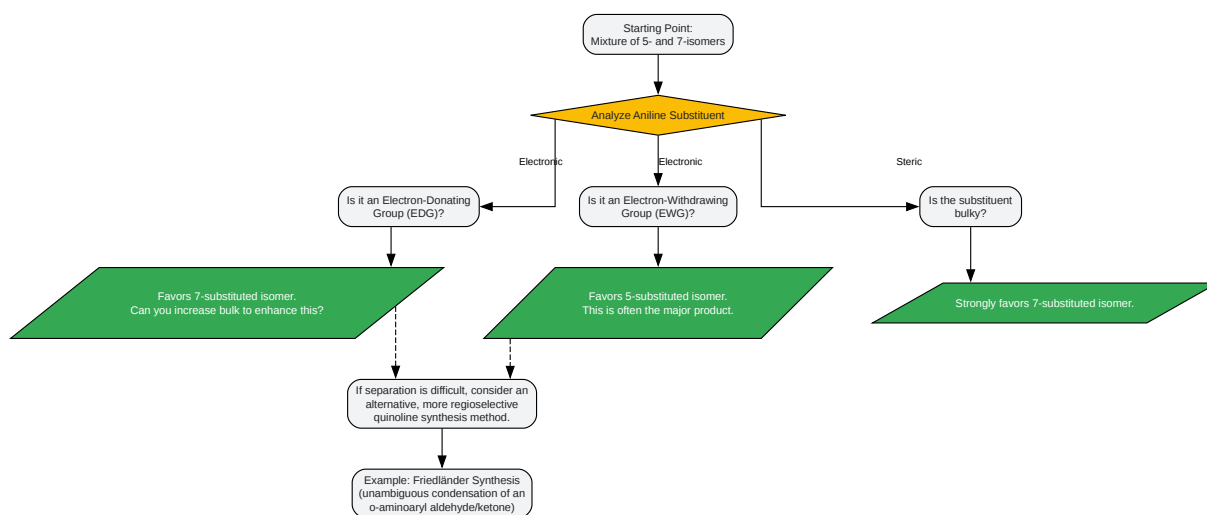 Starting Point:
Mixture of 5- and 7-isomers
Analyze Aniline Substituent
Electronic
Electronic
Steric
Is it an Electron-Donating
Group (EDG)?
Is it an Electron-Withdrawing
Group (EWG)?
Is the substituent
bulky?
Favors 7-substituted isomer.
Can you increase bulk to enhance this?
Favors 5-substituted isomer.
This is often the major product.
Strongly favors 7-substituted isomer.
If separation is difficult, consider an
alternative, more regioselective
quinoline synthesis method.
Example: Friedländer Synthesis
(unambiguous condensation of an
o-aminoaryl aldehyde/ketone)